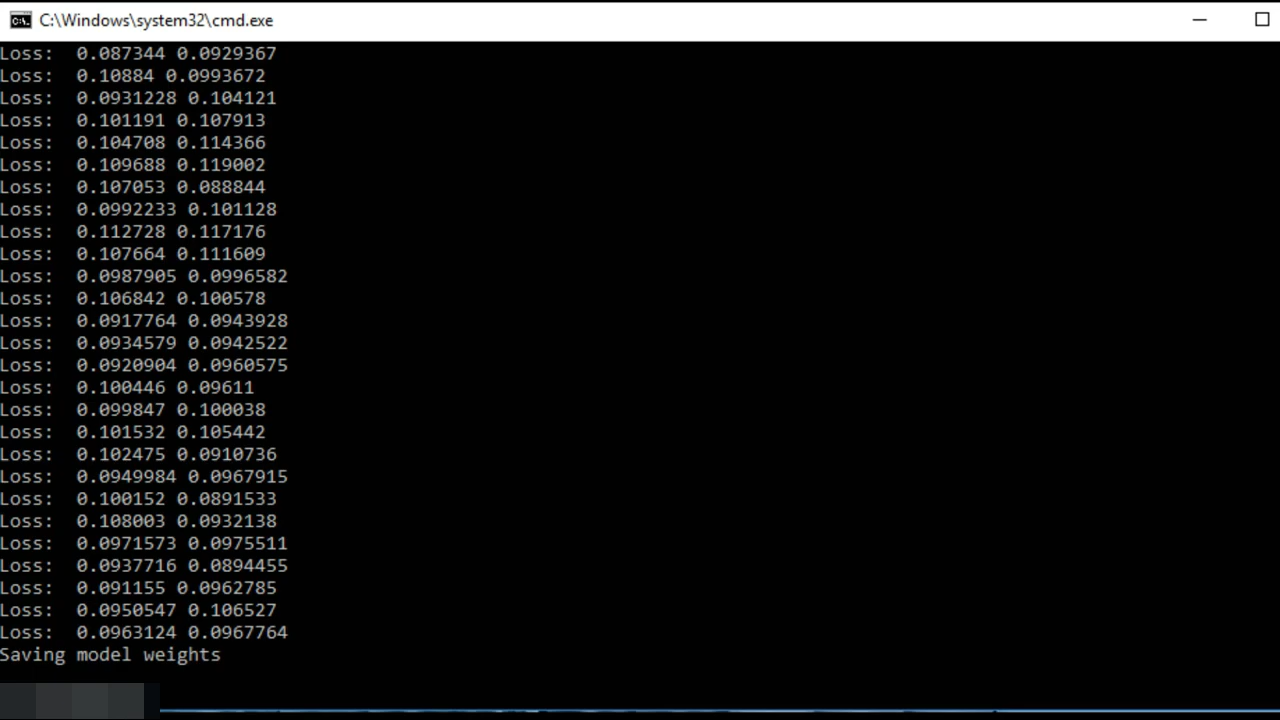 C:\Windows\system32\cmd.exe
Loss:  0.087344 0.0929367
Loss:  0.10884 0.0993672
Loss:  0.0931228 0.104121
Loss:  0.101191 0.107913
Loss:  0.104708 0.114366
Loss:  0.109688 0.119002
Loss:  0.107053 0.088844
Loss:  0.0992233 0.101128
Loss:  0.112728 0.117176
Loss:  0.107664 0.111609
Loss:  0.0987905 0.0996582
Loss:  0.106842 0.100578
Loss:  0.0917764 0.0943928
Loss:  0.0934579 0.0942522
Loss:  0.0920904 0.0960575
Loss:  0.100446 0.09611
Loss:  0.099847 0.100038
Loss:  0.101532 0.105442
Loss:  0.102475 0.0910736
Loss:  0.0949984 0.0967915
Loss:  0.100152 0.0891533
Loss:  0.108003 0.0932138
Loss:  0.0971573 0.0975511
Loss:  0.0937716 0.0894455
Loss:  0.091155 0.0962785
Loss:  0.0950547 0.106527
Loss:  0.0963124 0.0967764
Saving model weights